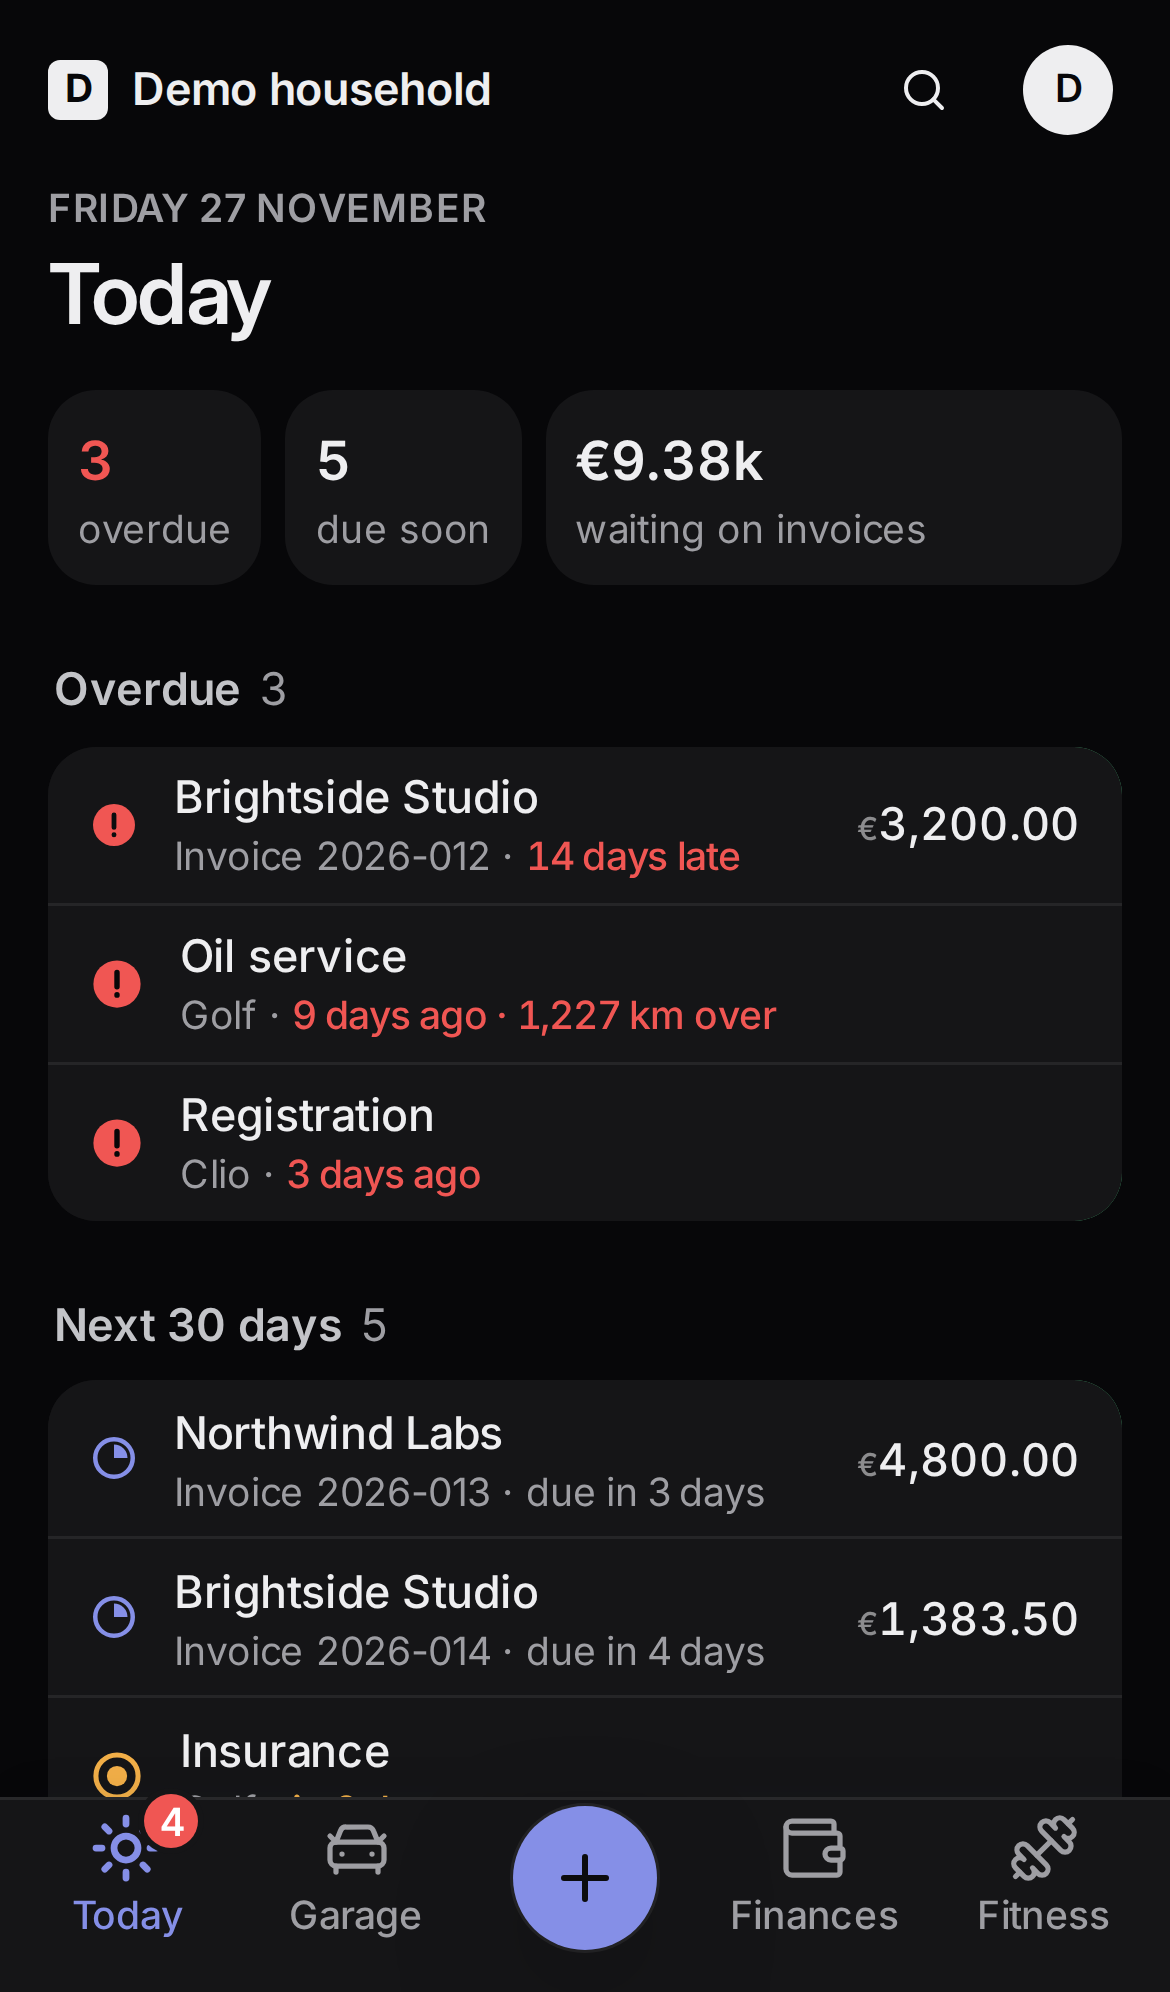 D Demo household D
FRIDAY 27 NOVEMBER
Today
3 5 €9.38k
overdue due soon waiting on invoices
Overdue 3
Brightside Studio
€3,200.00
Invoice 2026-012 · 14 days late
Oil service
Golf · 9 days ago · 1,227 km over
Registration
Clio · 3 days ago
Next 30 days 5
Northwind Labs
€4,800.00
Invoice 2026-013 · due in 3 days
Brightside Studio
€1,383.50
Invoice 2026-014 · due in 4 days
Insurance
4
Today Garage Finances Fitness